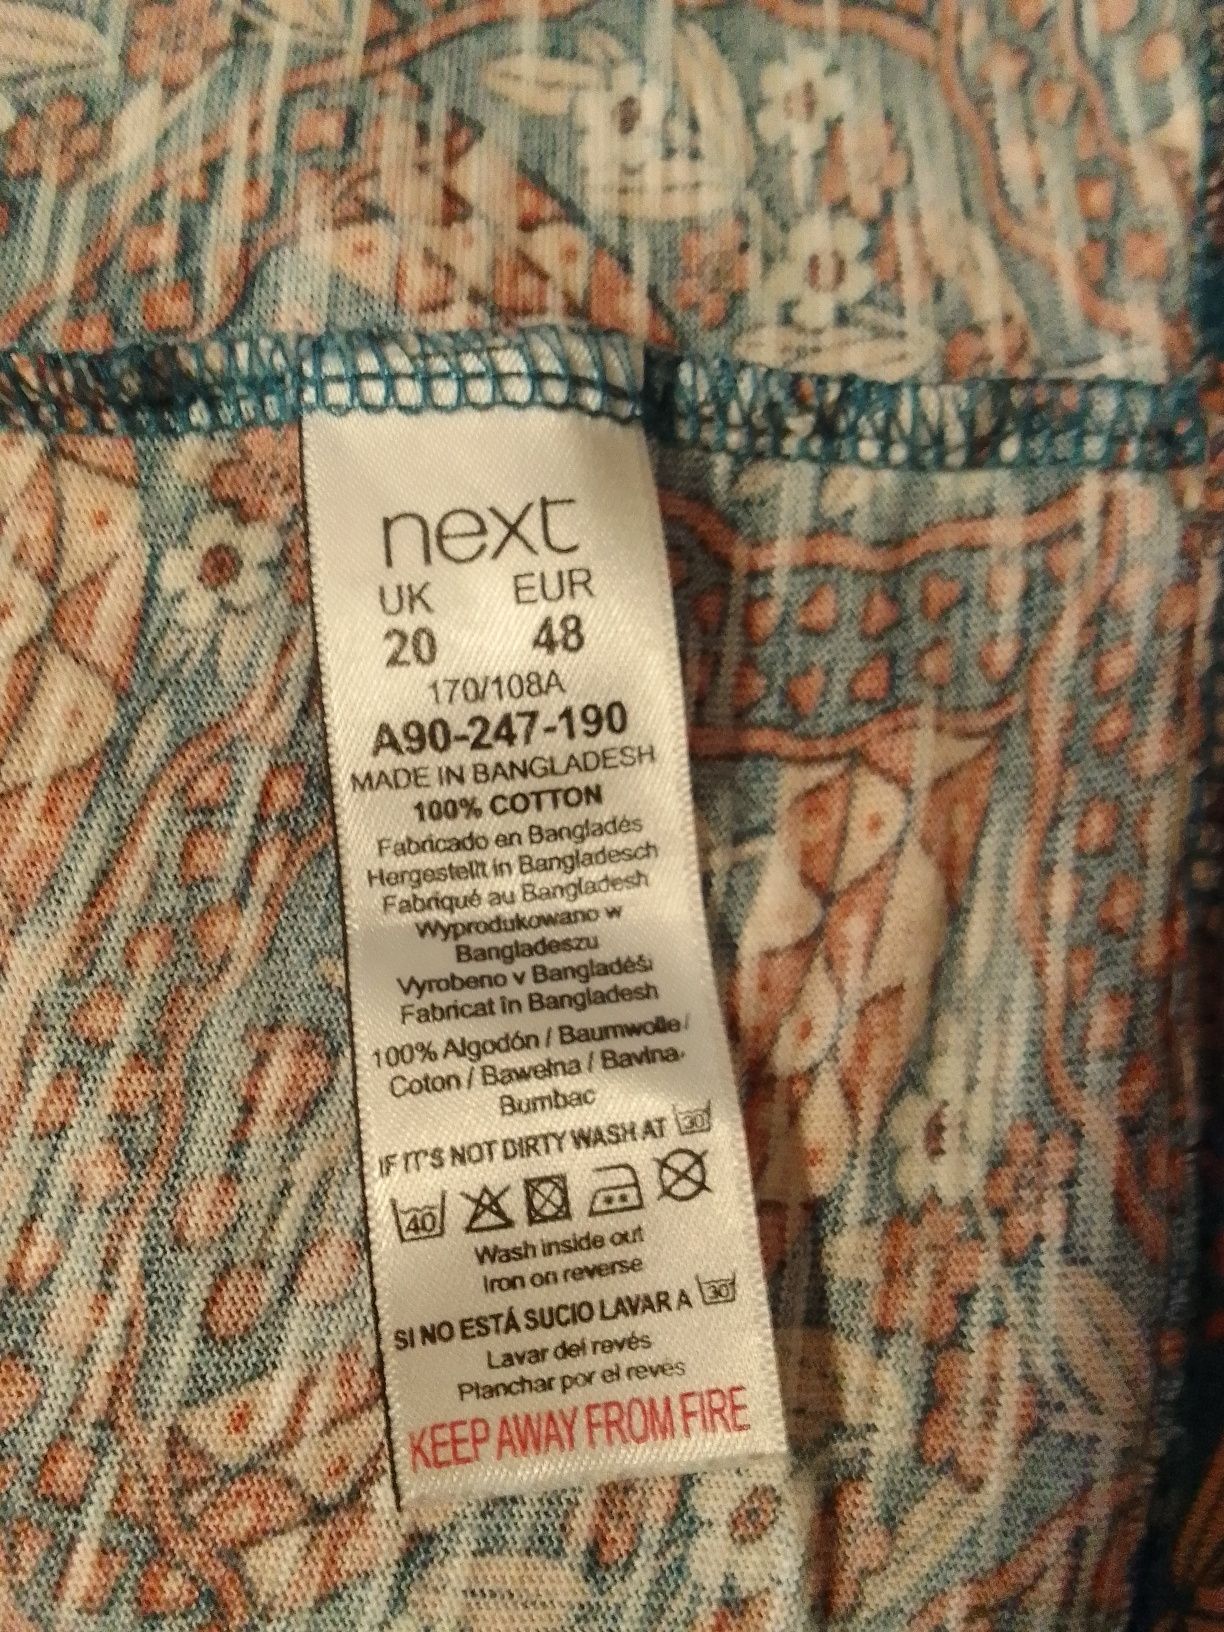 next
UK EUR
20 48
170/108A
A90-247-190
MADE IN BANGLADESH
100% COTTON
Fabricado en Bangladés
Hergestellt in Bangladesch
Fabriqué au Bangladesh
Wyprodukowano w
Bangladeszu
Vyrobeno v Bangladéši
Fabricat în Bangladesh
100% Algodón / Baumwolle/
Coton / Bawełna / Bavlna,
Bumbac
IF IT'S NOT DIRTY WASH AT 30
40
Wash inside out
Iron on reverse
SI NO ESTÁ SUCIO LAVAR A 30
Lavar del revés
Planchar por el revés
KEEP AWAY FROM FIRE